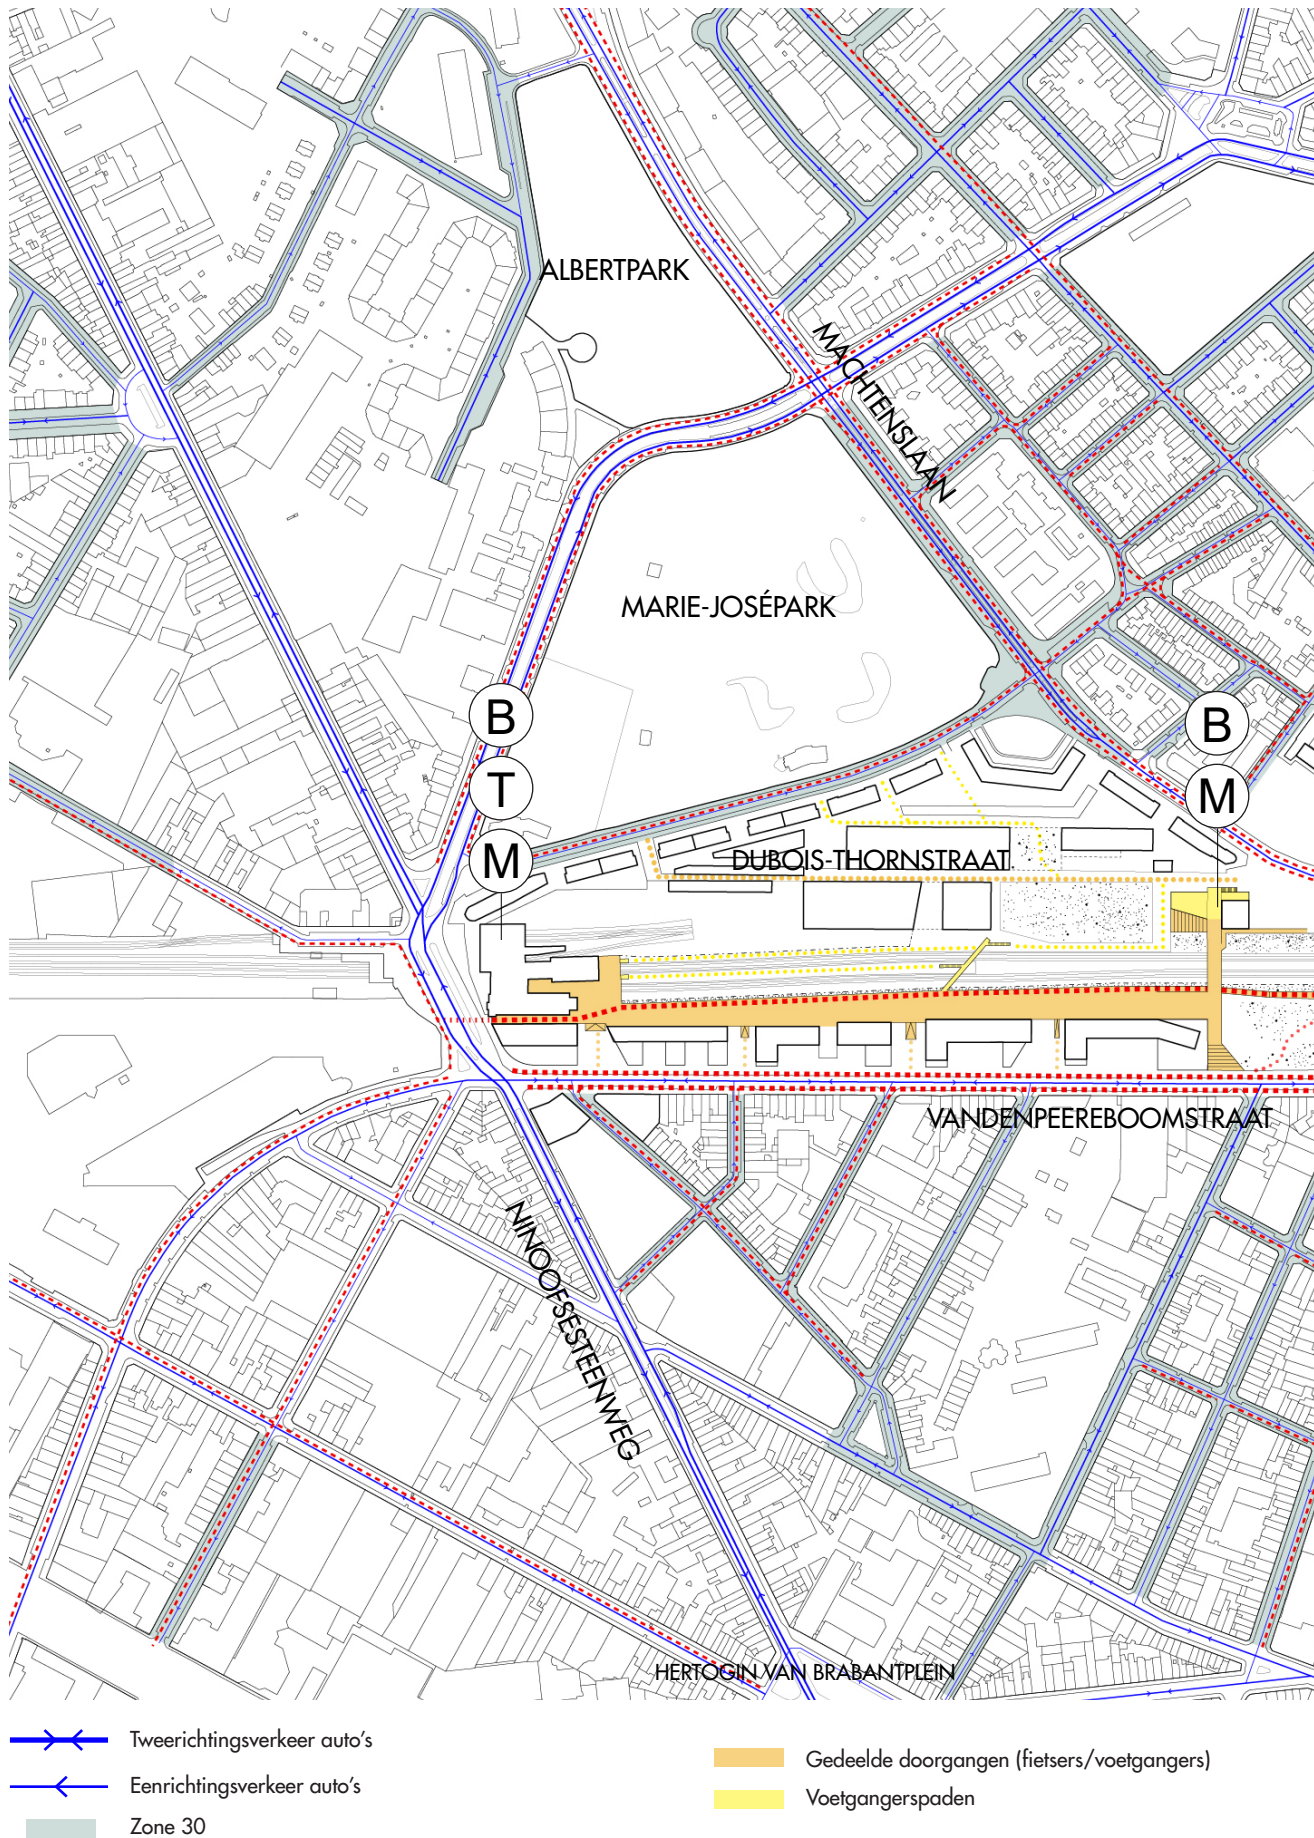 ALBERTPARK
MACHTENSLAAN
MARIE-JOSÉPARK
B
T
M
B
M
DUBOIS-THORNSTRAAT
VANDENPEEREBOOMSTRAAT
NINOOFSESTEENWEG
HERTOGIN VAN BRABANTPLEIN
Tweerichtingsverkeer auto's
Eenrichtingsverkeer auto's
Zone 30
Gedeelde doorgangen (fietsers/voetgangers)
Voetgangerspaden